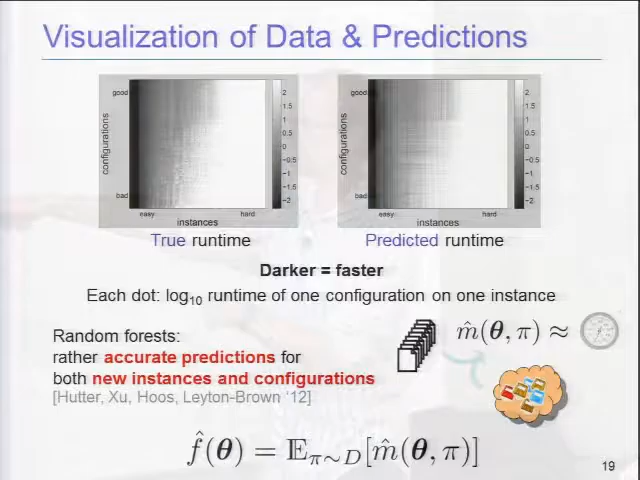 Visualization of Data & Predictions
good
configurations
bad
easy
hard
instances
2
1.5
1
0.5
0
−0.5
−1
−1.5
−2
True runtime
good
configurations
bad
easy
hard
instances
2
1.5
1
0.5
0
−0.5
−1
−1.5
−2
Predicted runtime
Darker = faster
Each dot: log₁₀ runtime of one configuration on one instance
Random forests:
rather accurate predictions for
both new instances and configurations
[Hutter, Xu, Hoos, Leyton-Brown ‘12]
m̂(θ, π) ≈
f̂(θ) = 𝔼π∼D[m̂(θ, π)]
19